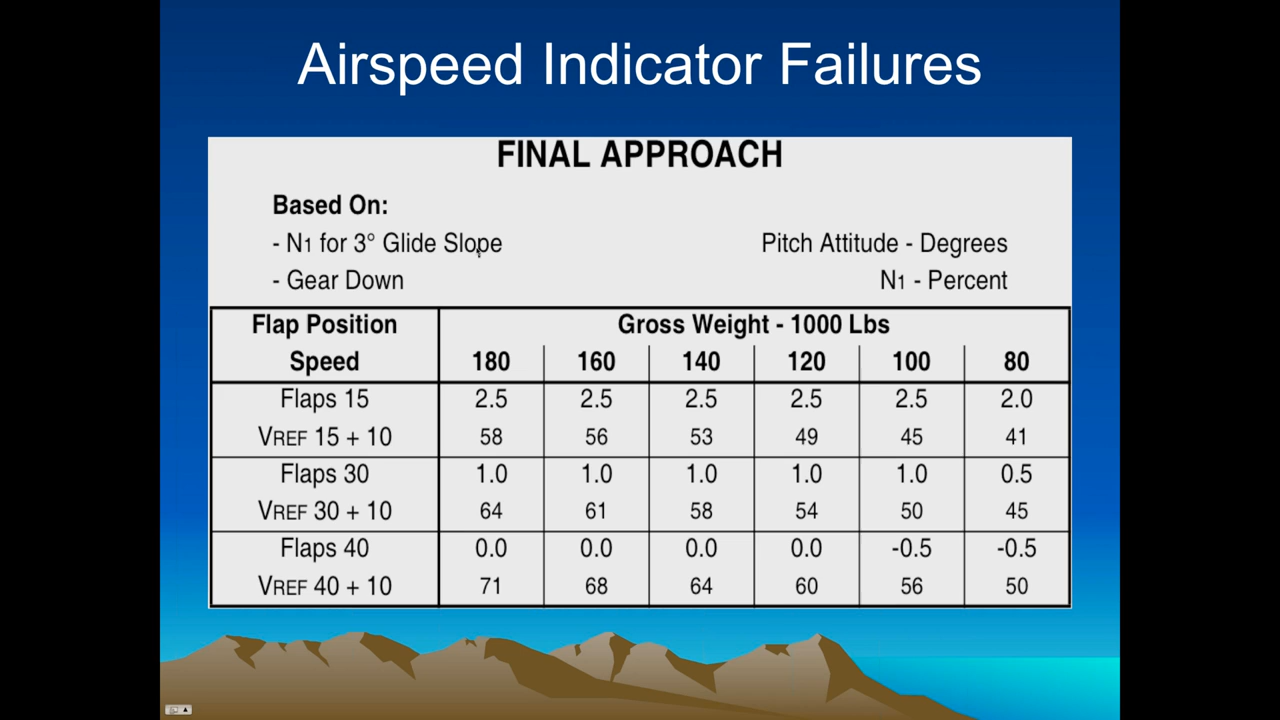 Airspeed Indicator Failures
FINAL APPROACH
Based On:
- N1 for 3° Glide Slope Pitch Attitude - Degrees
- Gear Down N1 - Percent
Flap Position Gross Weight - 1000 Lbs
Speed 180 160 140 120 100 80
Flaps 15 2.5 2.5 2.5 2.5 2.5 2.0
VREF 15 + 10 58 56 53 49 45 41
Flaps 30 1.0 1.0 1.0 1.0 1.0 0.5
VREF 30 + 10 64 61 58 54 50 45
Flaps 40 0.0 0.0 0.0 0.0 -0.5 -0.5
VREF 40 + 10 71 68 64 60 56 50